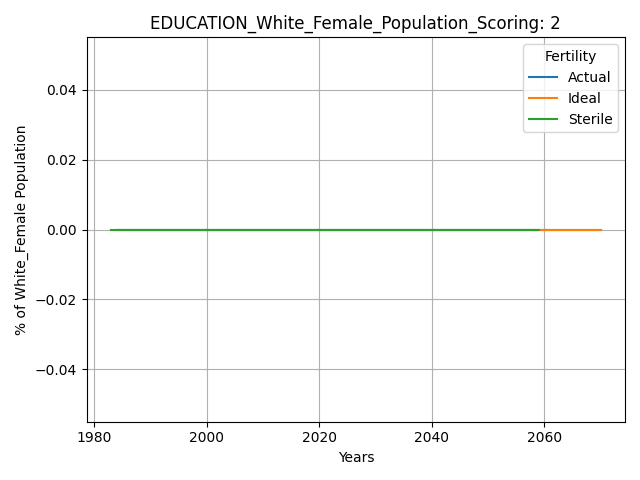 EDUCATION_White_Female_Population_Scoring: 2
Fertility
Actual
Ideal
Sterile
% of White_Female Population
0.04
0.02
0.00
−0.02
−0.04
1980
2000
2020
2040
2060
Years